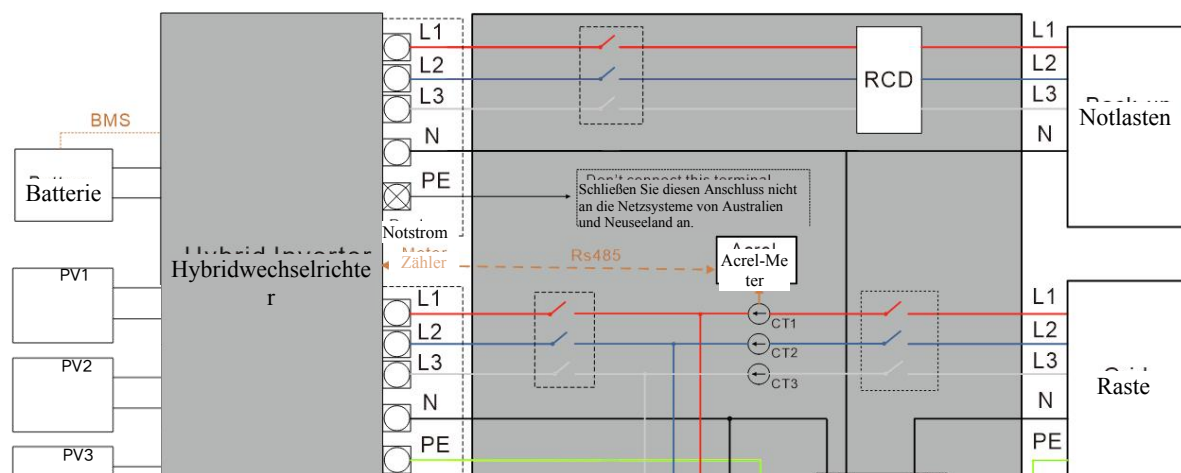 L1
L1
L2
L2
L3
RCD
L3
BMS
N
N
Notlasten
Batterie
PE
Schließen Sie diesen Anschluss nicht
an die Netzsysteme von Australien
und Neuseeland an.
Notstrom
Hybridwechselrichte
r
Zähler
Rs485
Acrel-Me
ter
PV1
L1
L1
CT1
L2
L2
CT2
PV2
L3
L3
CT3
Raste
N
N
PE
PE
PV3